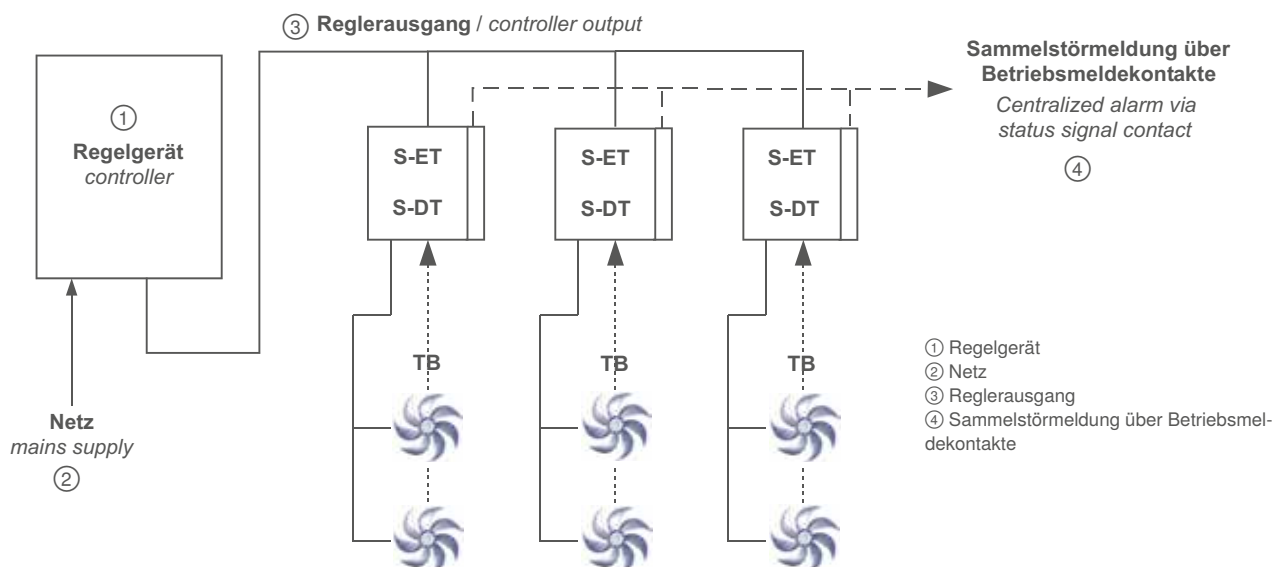 ③ Reglerausgang / controller output
① 
Regelgerät
controller
Sammelstörmeldung über
Betriebsmeldekontakte
Centralized alarm via
status signal contact
④
S-ET
S-DT
S-ET
S-DT
S-ET
S-DT
TB
TB
TB
Netz
mains supply
②
① Regelgerät
② Netz
③ Reglerausgang
④ Sammelstörmeldung über Betriebsmel-
dekontakte